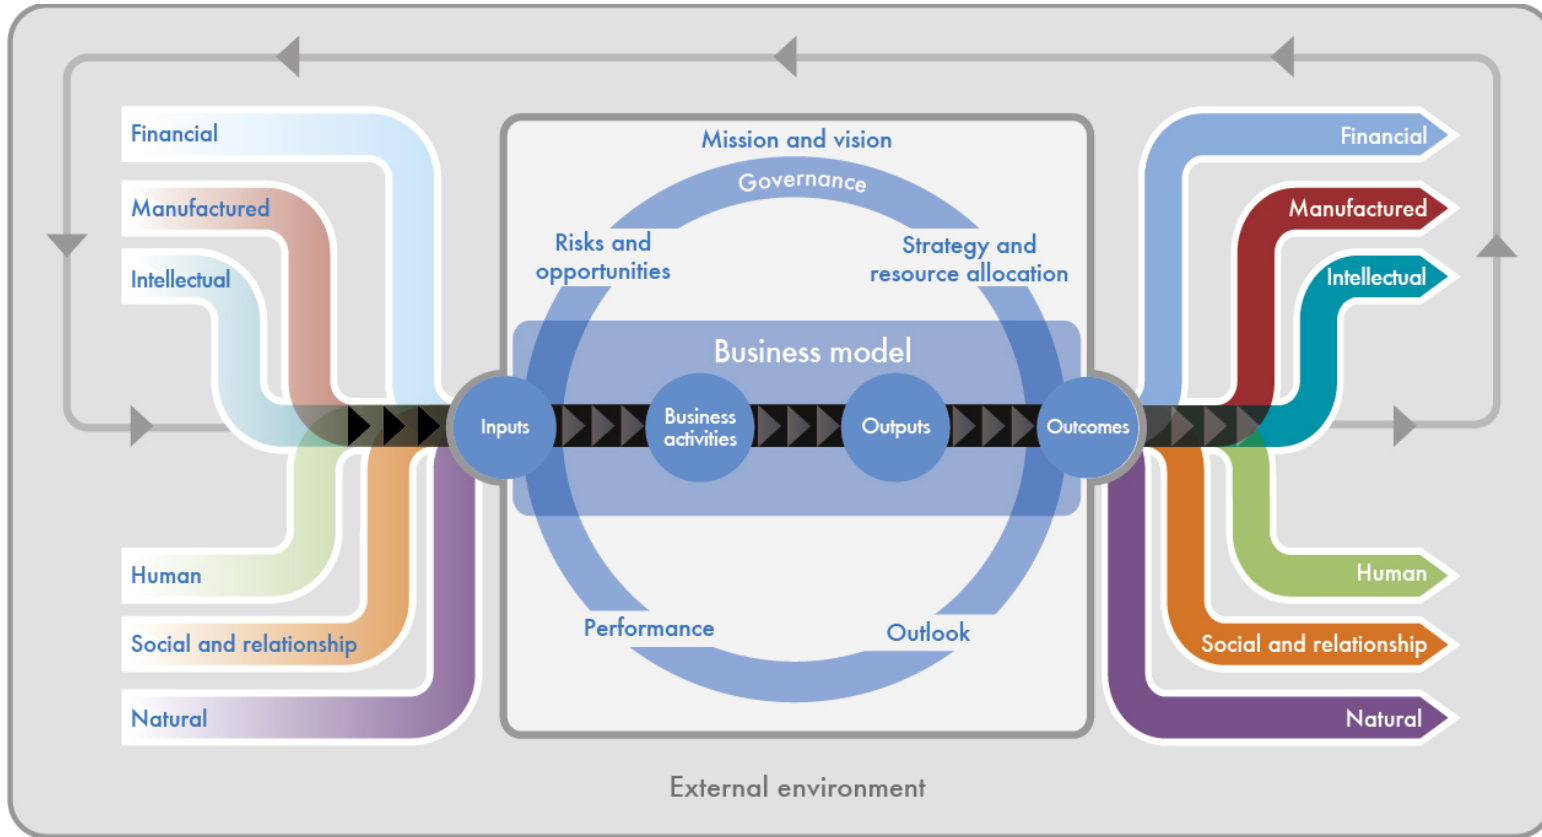 Financial
Manufactured
Intellectual
Human
Social and relationship
Natural
Mission and vision
Governance
Risks and
opportunities
Strategy and
resource allocation
Business model
Inputs
Business
activities
Outputs
Outcomes
Performance
Outlook
Financial
Manufactured
Intellectual
Human
Social and relationship
Natural
External environment